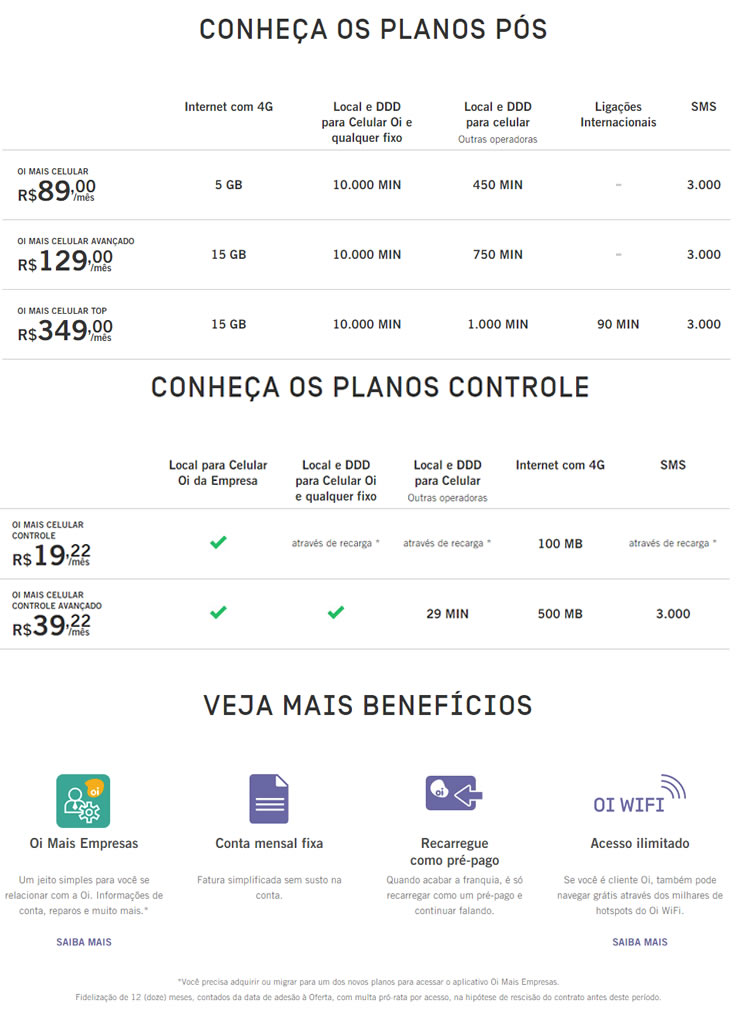 CONHEÇA OS PLANOS PÓS
Internet com 4G
Local e DDD
para Celular Oi e
qualquer fixo
Local e DDD
para celular
Outras operadoras
Ligações
Internacionais
SMS
OI MAIS CELULAR
R$89,00/mês
5 GB
10.000 MIN
450 MIN
-
3.000
OI MAIS CELULAR AVANÇADO
R$129,00/mês
15 GB
10.000 MIN
750 MIN
-
3.000
OI MAIS CELULAR TOP
R$349,00/mês
15 GB
10.000 MIN
1.000 MIN
90 MIN
3.000
CONHEÇA OS PLANOS CONTROLE
Local para Celular
Oi da Empresa
Local e DDD
para Celular Oi
e qualquer fixo
Local e DDD
para Celular
Outras operadoras
Internet com 4G
SMS
OI MAIS CELULAR
CONTROLE
R$19,22/mês
através de recarga *
através de recarga *
100 MB
através de recarga *
OI MAIS CELULAR
CONTROLE AVANÇADO
R$39,22/mês
29 MIN
500 MB
3.000
VEJA MAIS BENEFÍCIOS
oi
oi
OI WIFI
Oi Mais Empresas
Um jeito simples para você se
relacionar com a Oi. Informações de
conta, reparos e muito mais.*
SAIBA MAIS
Conta mensal fixa
Fatura simplificada sem susto na
conta.
Recarregue
como pré-pago
Quando acabar a franquia, é só
recarregar como um pré-pago e
continuar falando.
Acesso ilimitado
Se você é cliente Oi, também pode
navegar grátis através dos milhares de
hotspots do Oi WiFi.
SAIBA MAIS
*Você precisa adquirir ou migrar para um dos novos planos para acessar o aplicativo Oi Mais Empresas.
Fidelização de 12 (doze) meses, contados da data de adesão à Oferta, com multa pró-rata por acesso, na hipótese de rescisão do contrato antes deste período.